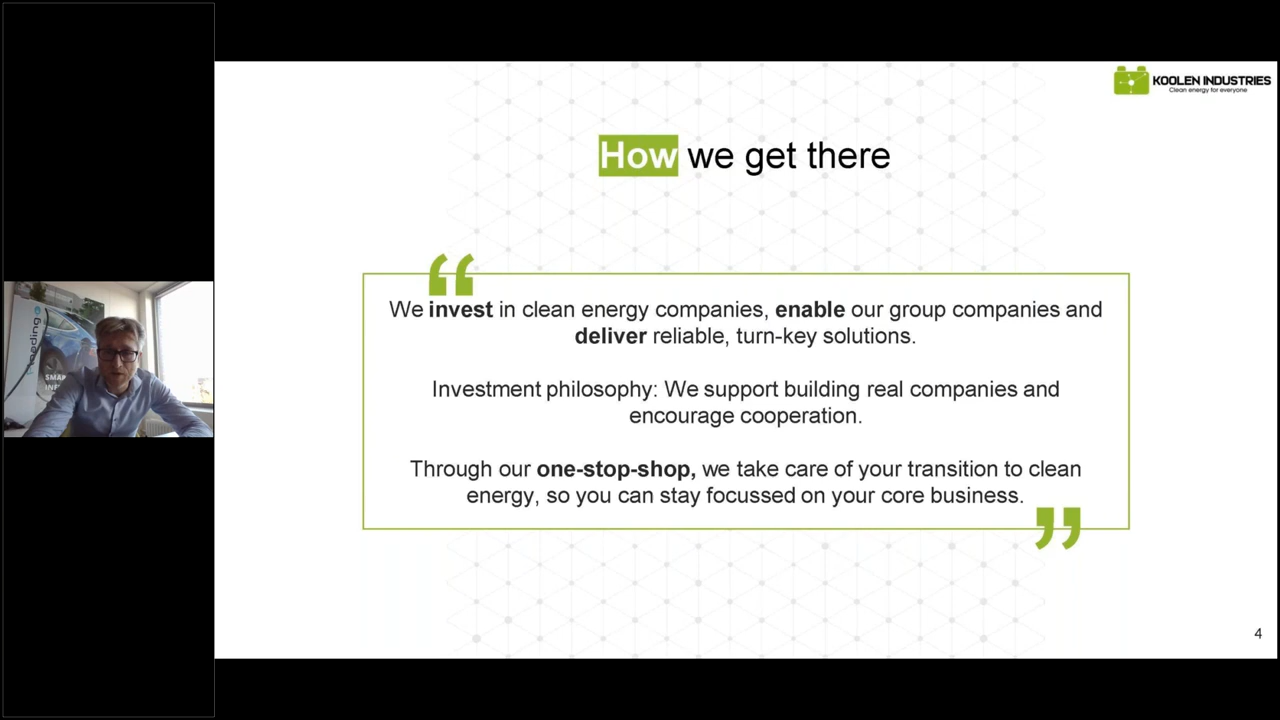 KOOLEN INDUSTRIES
Clean energy for everyone
How we get there
“
We invest in clean energy companies, enable our group companies and
deliver reliable, turn-key solutions.
Investment philosophy: We support building real companies and
encourage cooperation.
Through our one-stop-shop, we take care of your transition to clean
energy, so you can stay focussed on your core business.
”
4